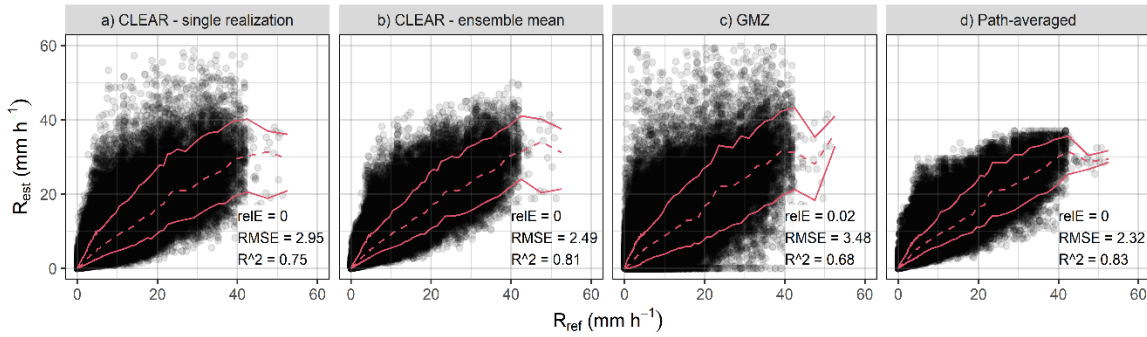 a) CLEAR - single realization
b) CLEAR - ensemble mean
c) GMZ
d) Path-averaged
60
40
20
0
R_est (mm h⁻¹)
relE = 0
RMSE = 2.95
R^2 = 0.75
relE = 0
RMSE = 2.49
R^2 = 0.81
relE = 0.02
RMSE = 3.48
R^2 = 0.68
relE = 0
RMSE = 2.32
R^2 = 0.83
0 20 40 60
0 20 40 60
0 20 40 60
0 20 40 60
R_ref (mm h⁻¹)